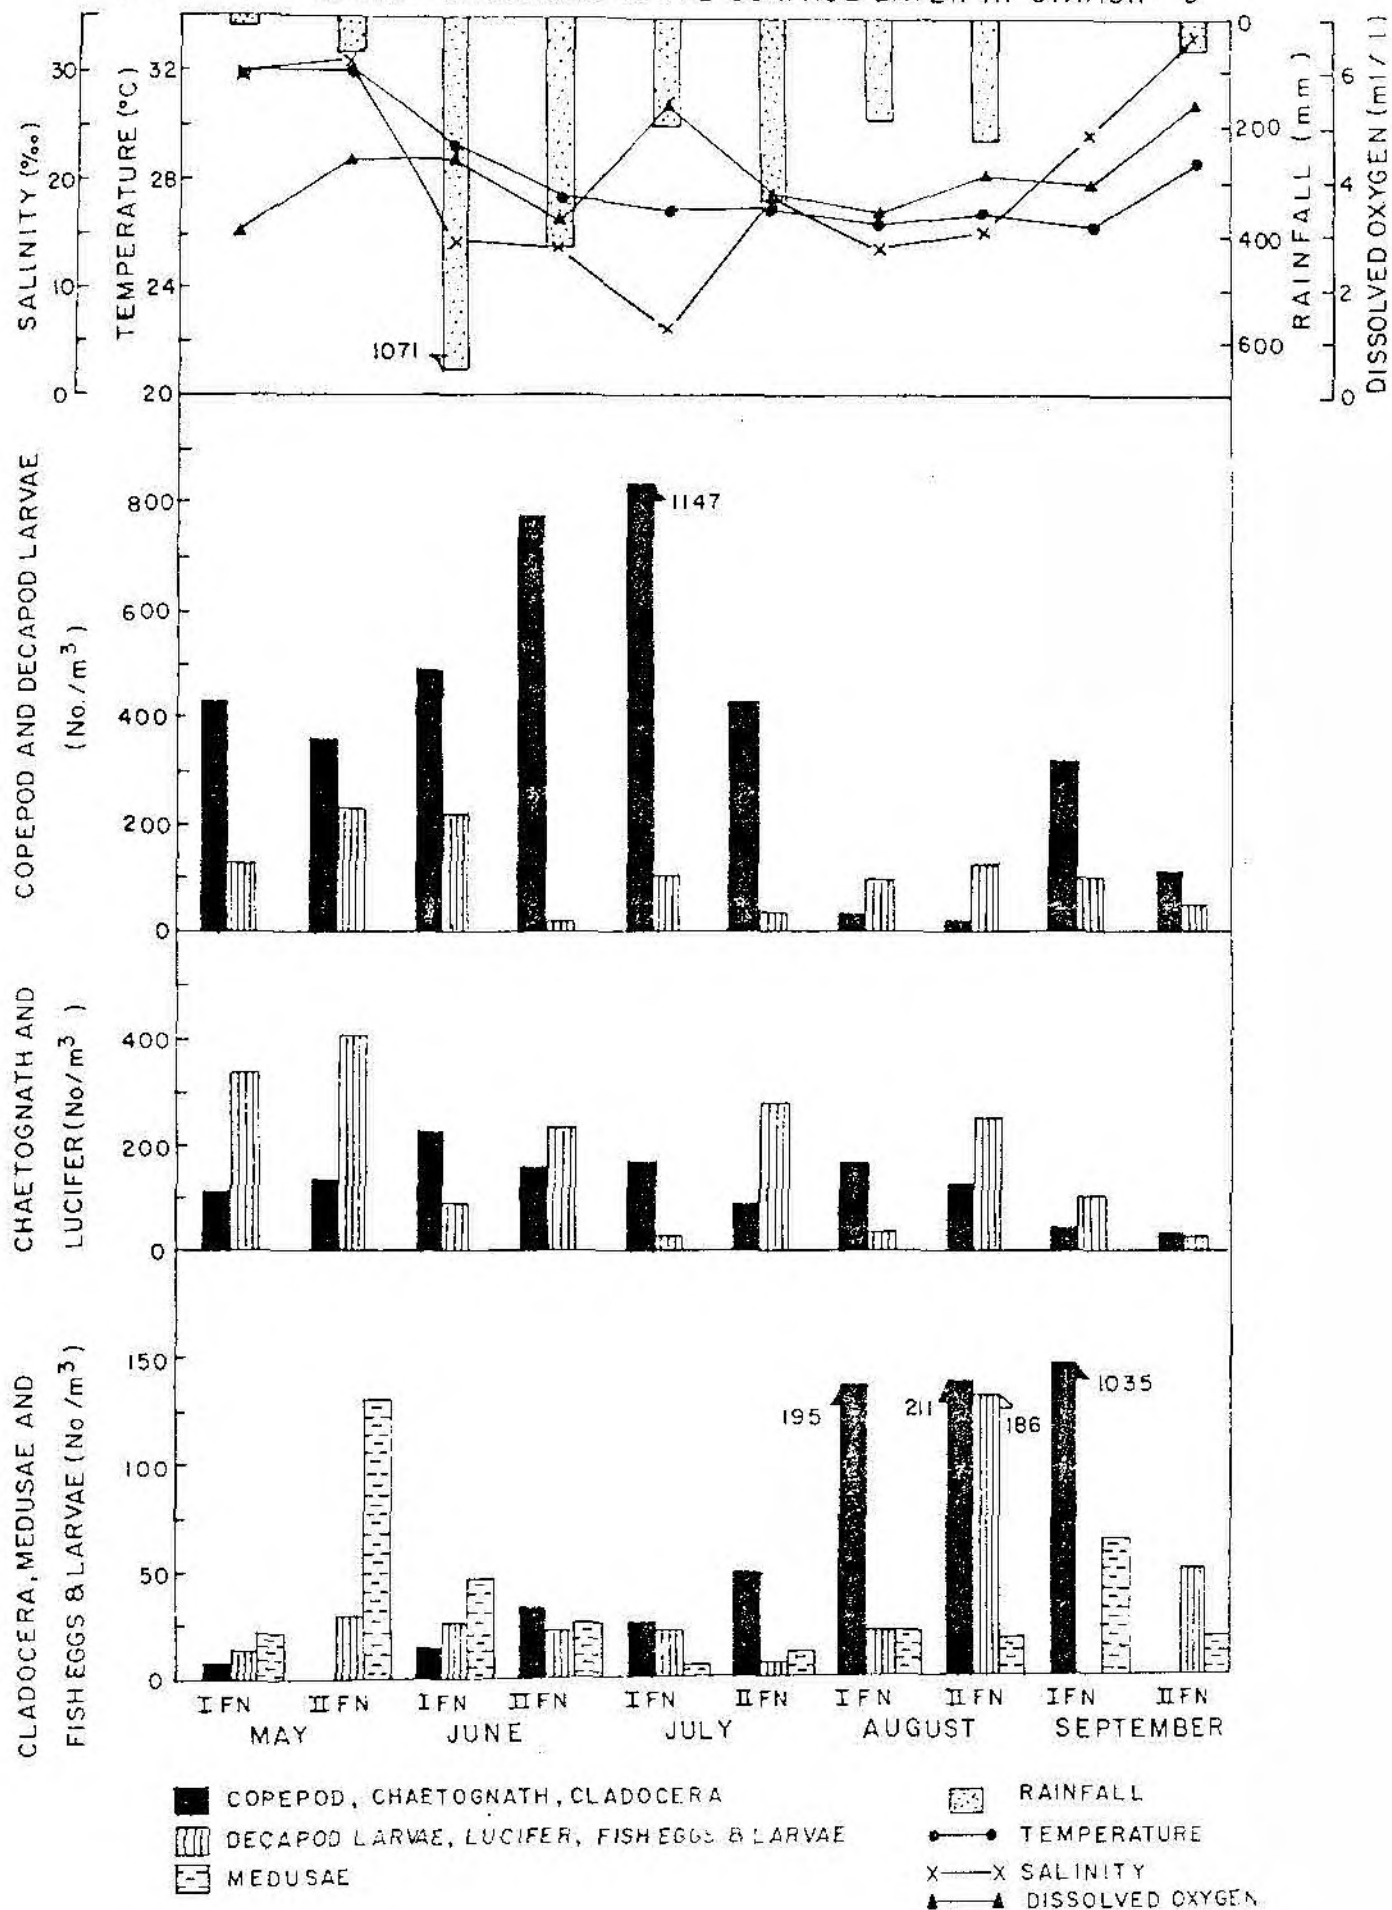 SALINITY (‰)
30
20
10
0
TEMPERATURE (°C)
32
28
24
20
1071
0
200
400
600
RAINFALL (mm)
6
4
2
0
DISSOLVED OXYGEN (ml/l)
COPEPOD AND DECAPOD LARVAE
(No./m³)
800
600
400
200
0
1147
CHAETOGNATH AND
LUCIFER (No/m³)
400
200
0
CLADOCERA, MEDUSAE AND
FISH EGGS & LARVAE (No/m³)
150
100
50
0
195
211
186
1035
I FN II FN I FN II FN I FN II FN I FN II FN I FN II FN
MAY JUNE JULY AUGUST SEPTEMBER
COPEPOD, CHAETOGNATH, CLADOCERA
DECAPOD LARVAE, LUCIFER, FISH EGGS & LARVAE
MEDUSAE
RAINFALL
TEMPERATURE
SALINITY
DISSOLVED OXYGEN